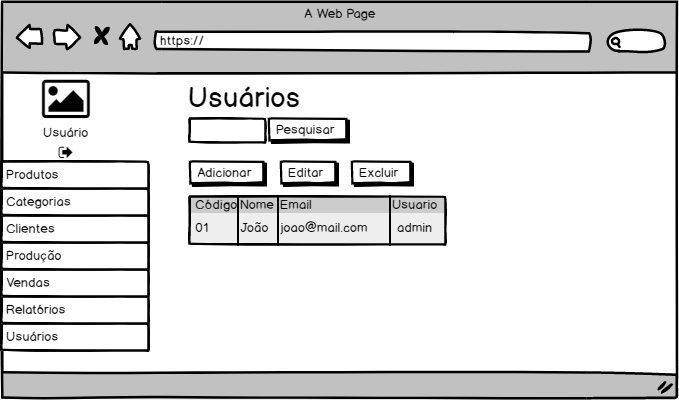 A Web Page
https://
Usuário
Produtos
Categorias
Clientes
Produção
Vendas
Relatórios
Usuários
Usuários
Pesquisar
Adicionar Editar Excluir
Código Nome Email Usuario
01 João joao@mail.com admin